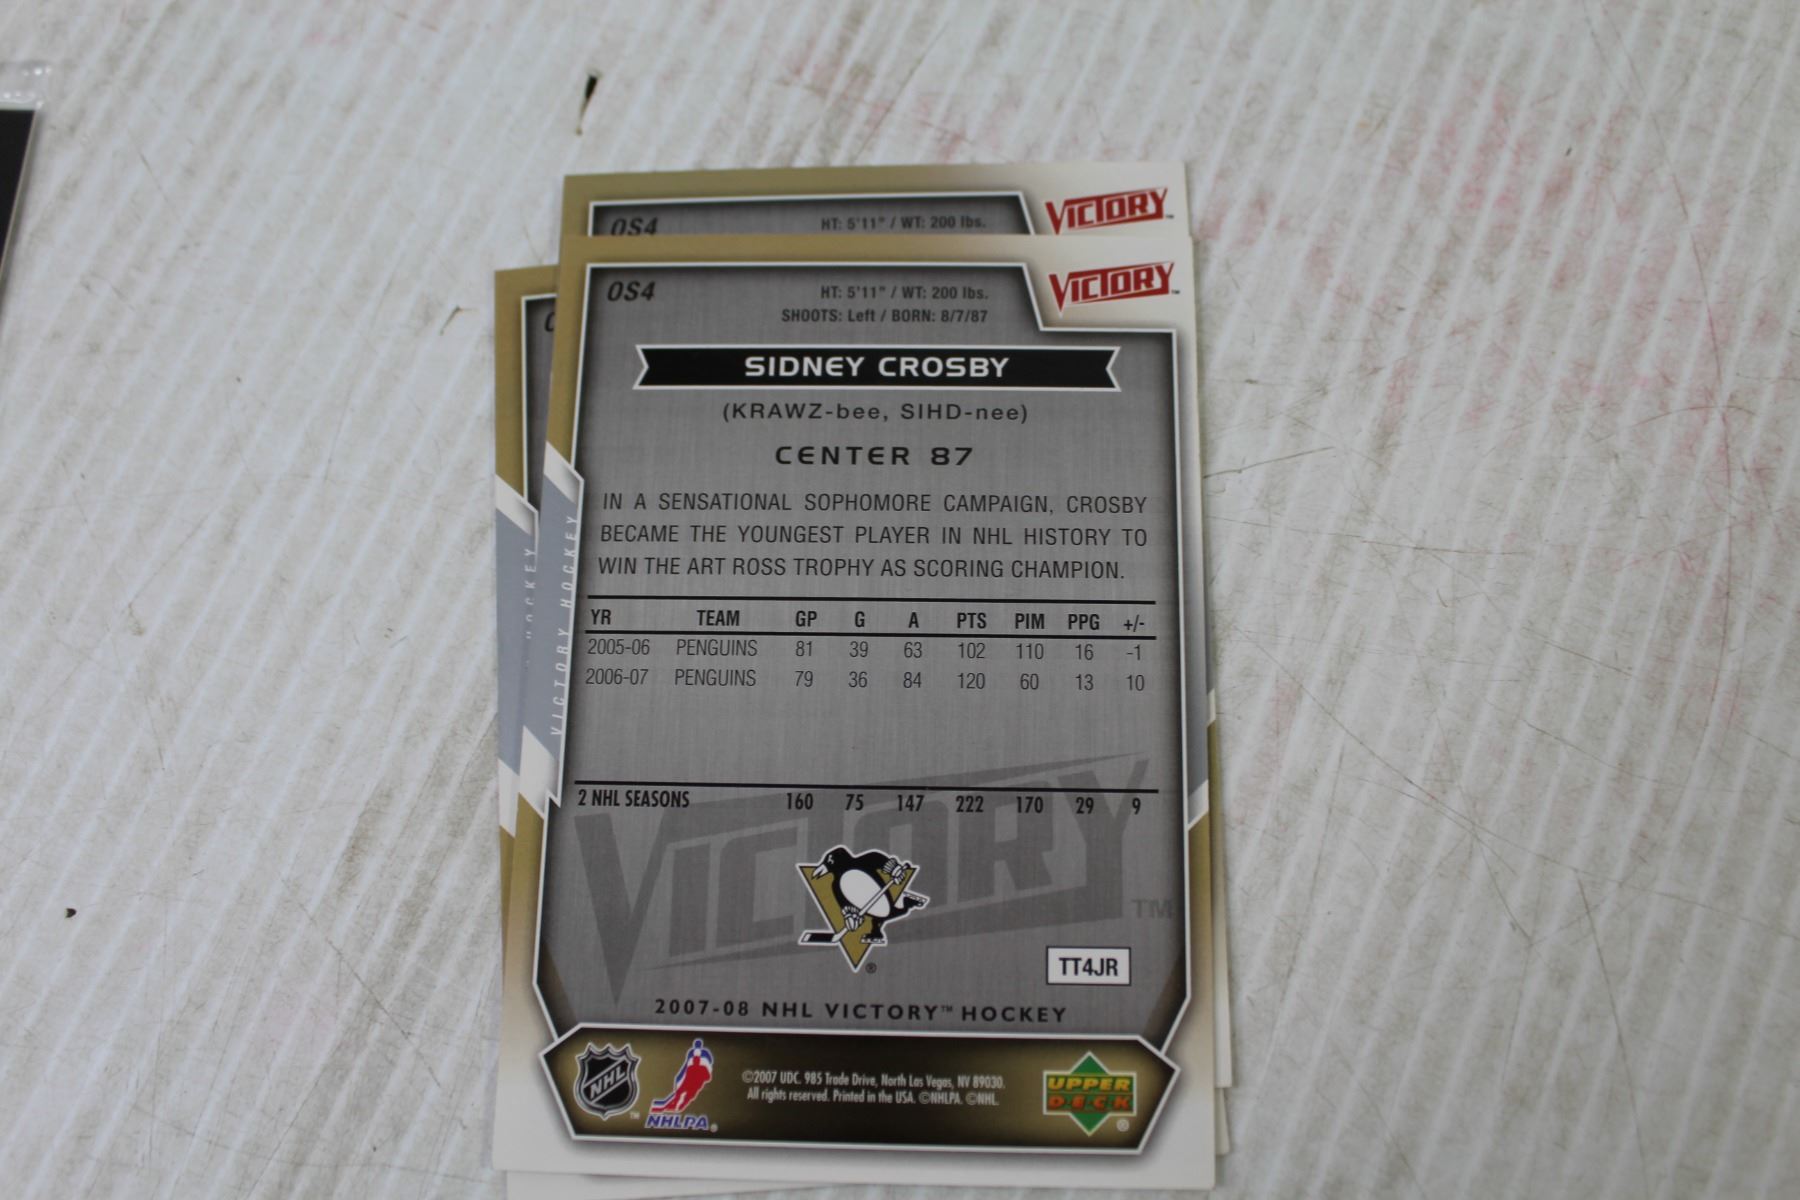 OS4
HT: 5'11" / WT: 200 lbs.
VICTORY™
OS4
HT: 5'11" / WT: 200 lbs.
SHOOTS: Left / BORN: 8/7/87
VICTORY™
SIDNEY CROSBY
(KRAWZ-bee, SIHD-nee)
CENTER 87
IN A SENSATIONAL SOPHOMORE CAMPAIGN, CROSBY
BECAME THE YOUNGEST PLAYER IN NHL HISTORY TO
WIN THE ART ROSS TROPHY AS SCORING CHAMPION.
YR TEAM GP G A PTS PIM PPG +/-
2005-06 PENGUINS 81 39 63 102 110 16 -1
2006-07 PENGUINS 79 36 84 120 60 13 10
2 NHL SEASONS 160 75 147 222 170 29 9
VICTORY™
TT4JR
2007-08 NHL VICTORY™ HOCKEY
VICTORY HOCKEY
HOCKEY
NHL™
NHLPA®
©2007 UDC. 985 Trade Drive, North Las Vegas, NV 89030.
All rights reserved. Printed in the USA. ©NHLPA. ©NHL.
UPPER
DECK®